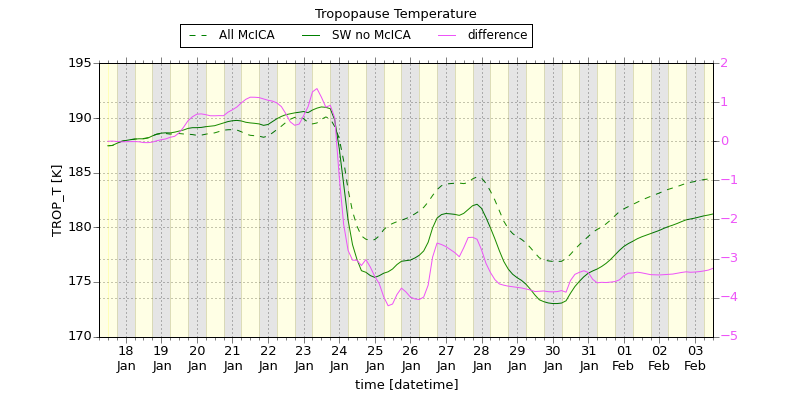 Tropopause Temperature
All McICA SW no McICA difference
195 2
190 1
185 0
180 −1
175 −2
170 −3
−4
−5
TROP_T [K]
18 19 20 21 22 23 24 25 26 27 28 29 30 31 01 02 03
Jan Jan Jan Jan Jan Jan Jan Jan Jan Jan Jan Jan Jan Jan Feb Feb Feb
time [datetime]